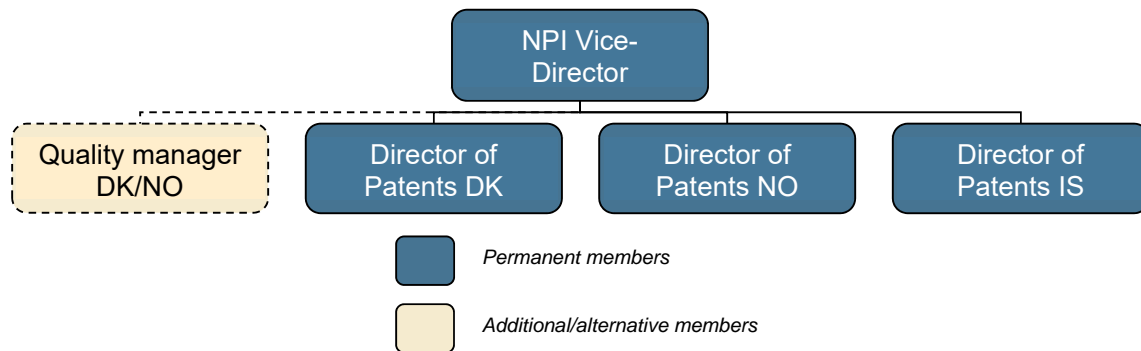 NPI Vice-
Director
Quality manager
DK/NO
Director of
Patents DK
Director of
Patents NO
Director of
Patents IS
Permanent members
Additional/alternative members